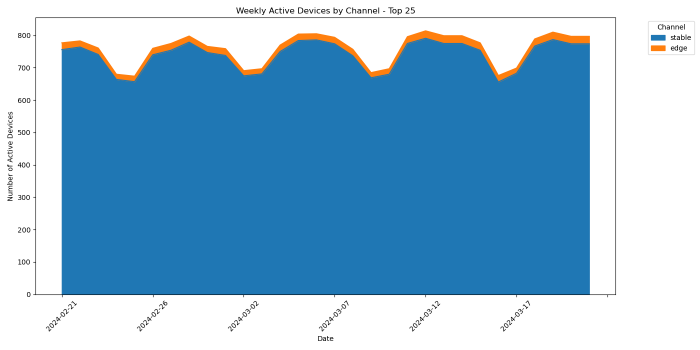 Weekly Active Devices by Channel - Top 25
Channel
stable
edge
Number of Active Devices
800
700
600
500
400
300
200
100
0
2024-02-21
2024-02-26
2024-03-02
2024-03-07
2024-03-12
2024-03-17
Date